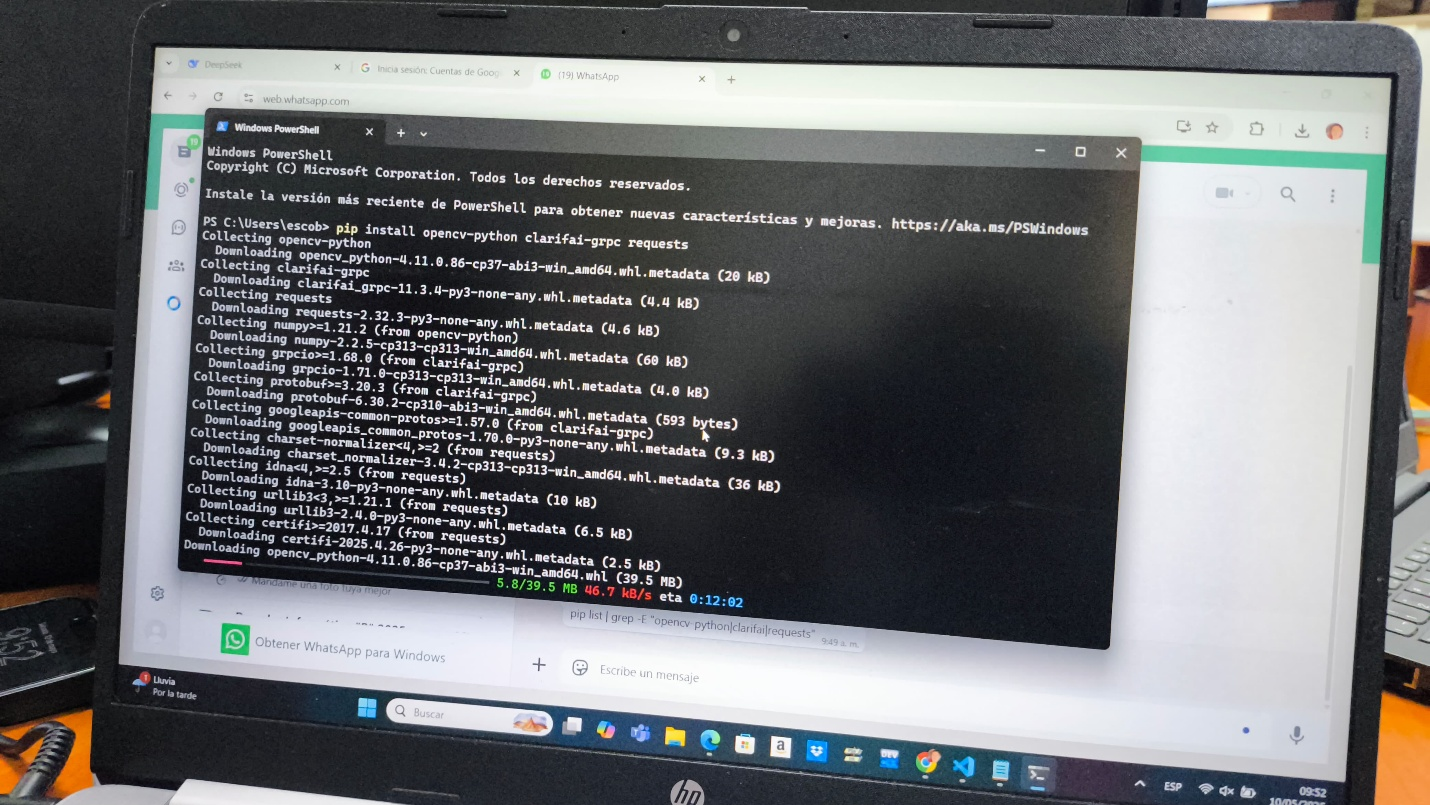 DeepSeek
Inicia sesión: Cuentas de Goog
(19) WhatsApp
web.whatsapp.com
19
Windows PowerShell
Windows PowerShell
Copyright (C) Microsoft Corporation. Todos los derechos reservados.
Instale la versión más reciente de PowerShell para obtener nuevas características y mejoras. https://aka.ms/PSWindows
PS C:\Users\escob> pip install opencv-python clarifai-grpc requests
Collecting opencv-python
Downloading opencv_python-4.11.0.86-cp37-abi3-win_amd64.whl.metadata (20 kB)
Collecting clarifai-grpc
Downloading clarifai_grpc-11.3.4-py3-none-any.whl.metadata (4.4 kB)
Collecting requests
Downloading requests-2.32.3-py3-none-any.whl.metadata (4.6 kB)
Collecting numpy>=1.21.2 (from opencv-python)
Downloading numpy-2.2.5-cp313-cp313-win_amd64.whl.metadata (60 kB)
Collecting grpcio>=1.68.0 (from clarifai-grpc)
Downloading grpcio-1.71.0-cp313-cp313-win_amd64.whl.metadata (4.0 kB)
Collecting protobuf>=3.20.3 (from clarifai-grpc)
Downloading protobuf-6.30.2-cp310-abi3-win_amd64.whl.metadata (593 bytes)
Collecting googleapis-common-protos>=1.57.0 (from clarifai-grpc)
Downloading googleapis_common_protos-1.70.0-py3-none-any.whl.metadata (9.3 kB)
Collecting charset-normalizer<4,>=2 (from requests)
Downloading charset_normalizer-3.4.2-cp313-cp313-win_amd64.whl.metadata (36 kB)
Collecting idna<4,>=2.5 (from requests)
Downloading idna-3.10-py3-none-any.whl.metadata (10 kB)
Collecting urllib3<3,>=1.21.1 (from requests)
Downloading urllib3-2.4.0-py3-none-any.whl.metadata (6.5 kB)
Collecting certifi>=2017.4.17 (from requests)
Downloading certifi-2025.4.26-py3-none-any.whl.metadata (2.5 kB)
Downloading opencv_python-4.11.0.86-cp37-abi3-win_amd64.whl (39.5 MB)
5.8/39.5 MB 46.7 kB/s eta 0:12:02
Mandame una foto tuya mejor
pip list | grep -E "opencv-python|clarifai|requests"
9:49 a. m.
Obtener WhatsApp para Windows
Escribe un mensaje
1
Lluvia
Por la tarde
Buscar
a
DEV
ESP
09:52
hp
9:52